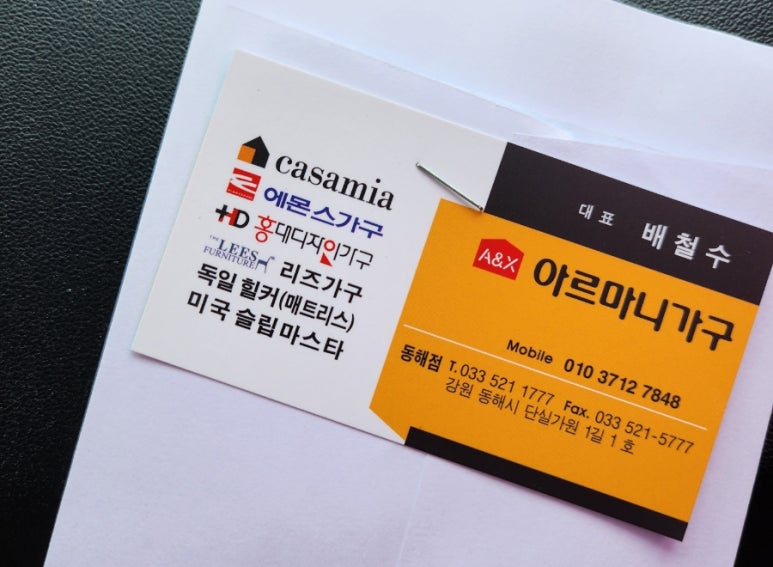 casamia
에몬스가구
HD 홍대디자인가구
THE LEES FURNITURE 리즈가구
독일 힐커(매트리스)
미국 슬립마스타
대표 배철수
A&X 아르마니가구
Mobile 010 3712 7848
동해점 T. 033 521 1777 Fax. 033 521-5777
강원 동해시 단실가원 1길 1 호